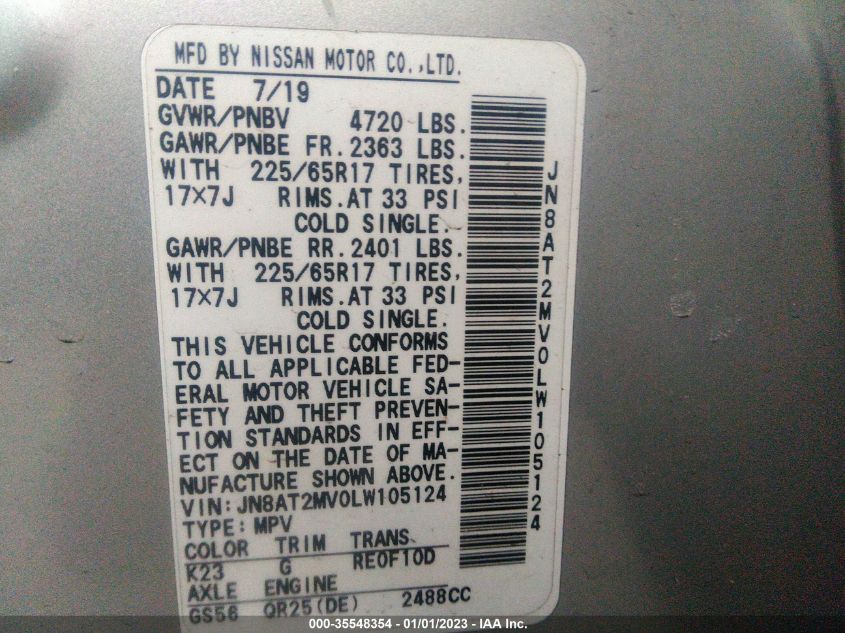 MFD BY NISSAN MOTOR CO.,LTD.
DATE 7/19
GVWR/PNBV 4720 LBS.
GAWR/PNBE FR. 2363 LBS.
WITH 225/65R17 TIRES,
17×7J RIMS.AT 33 PSI
COLD SINGLE.
GAWR/PNBE RR. 2401 LBS.
WITH 225/65R17 TIRES,
17×7J RIMS.AT 33 PSI
COLD SINGLE.
THIS VEHICLE CONFORMS
TO ALL APPLICABLE FED-
ERAL MOTOR VEHICLE SA-
FETY AND THEFT PREVEN-
TION STANDARDS IN EFF-
ECT ON THE DATE OF MA-
NUFACTURE SHOWN ABOVE.
VIN: JN8AT2MV0LW105124
TYPE: MPV
COLOR TRIM TRANS
K23 G RE0F10D
AXLE ENGINE
GS56 QR25(DE) 2488CC
JN8AT2MV0LW105124
000-35548354 - 01/01/2023 - IAA Inc.